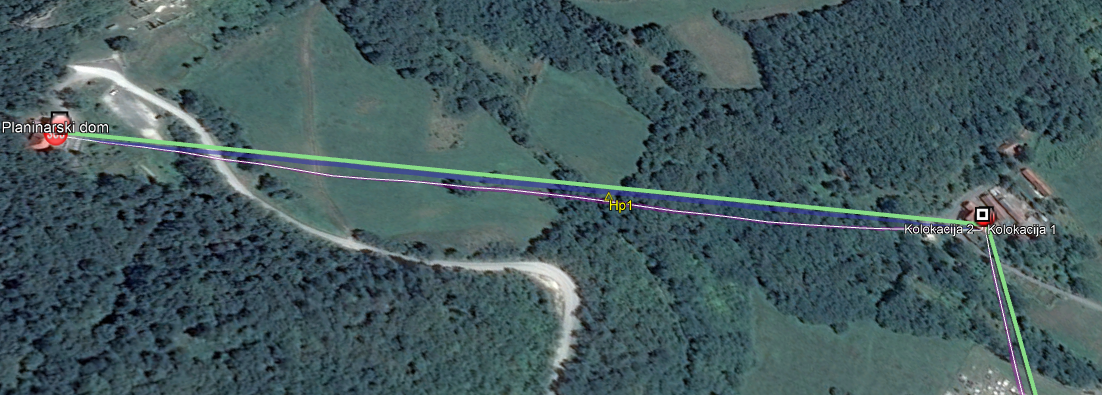 Planinarski dom
Hp1
Kolokacija 2
Kolokacija 1